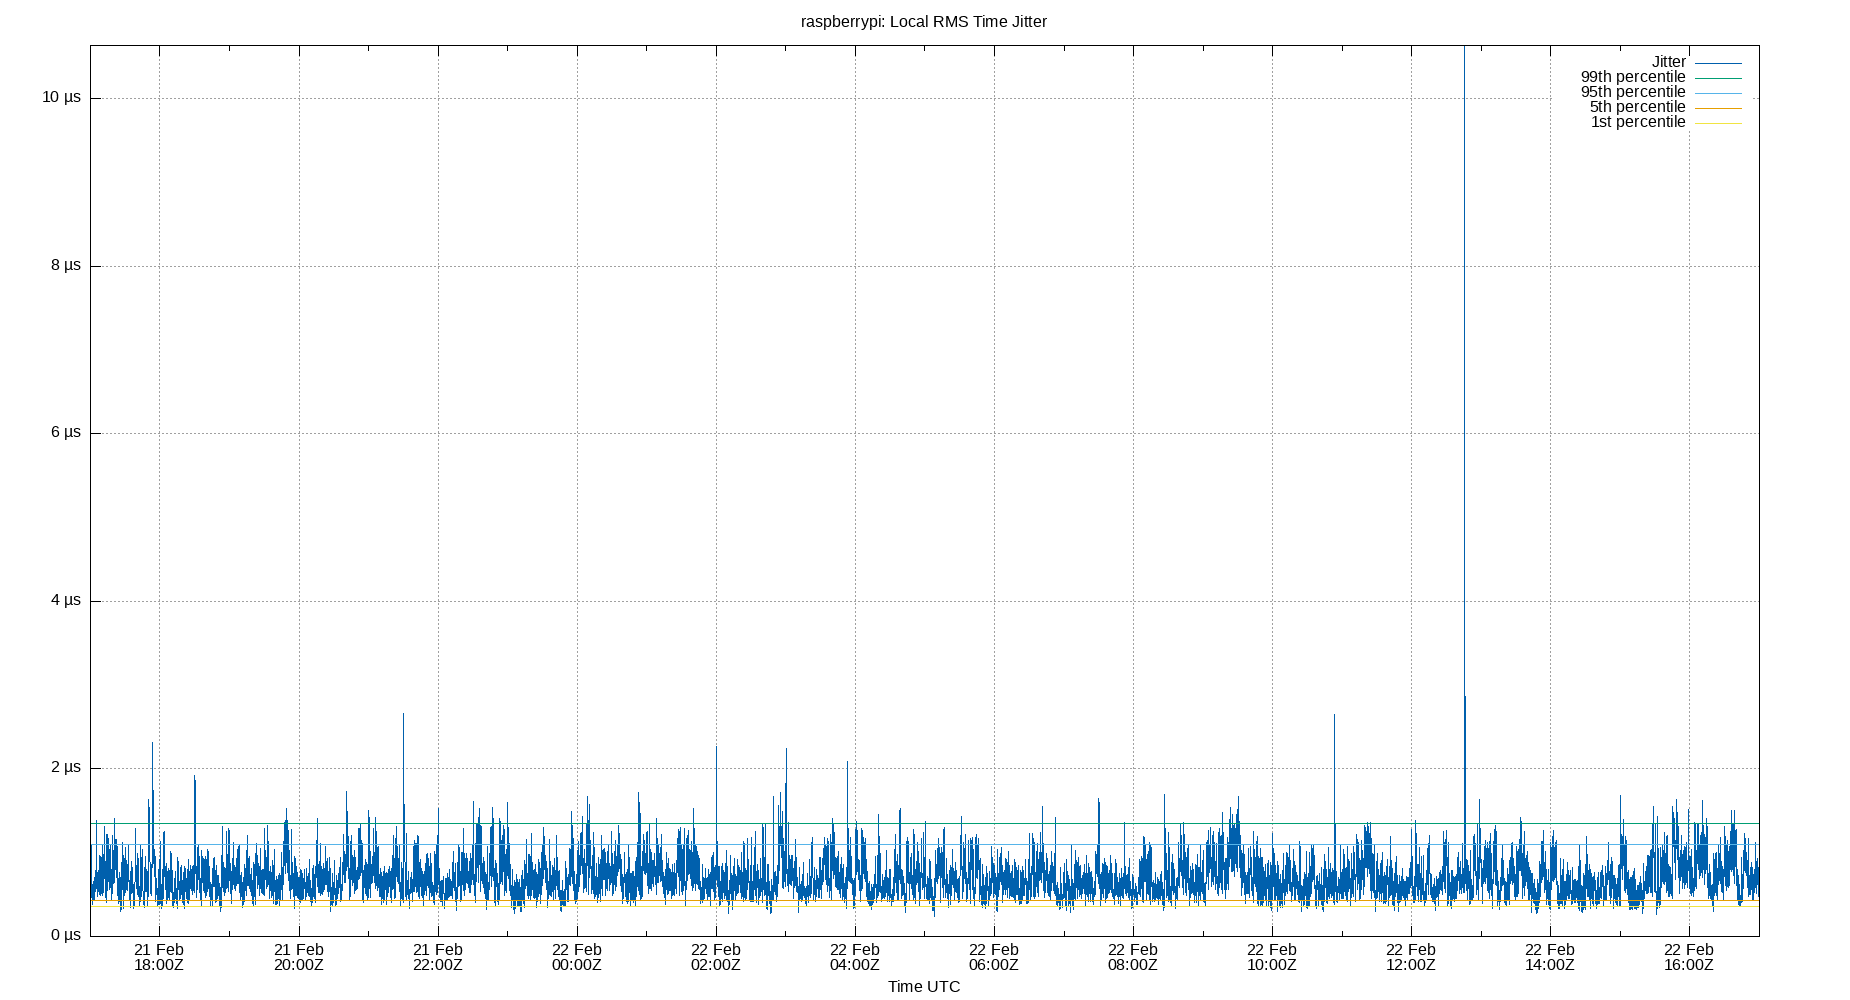 raspberrypi: Local RMS Time Jitter
Jitter
99th percentile
95th percentile
5th percentile
1st percentile
10 µs
8 µs
6 µs
4 µs
2 µs
0 µs
21 Feb 21 Feb 21 Feb 22 Feb 22 Feb 22 Feb 22 Feb 22 Feb 22 Feb 22 Feb 22 Feb 22 Feb
18:00Z 20:00Z 22:00Z 00:00Z 02:00Z 04:00Z 06:00Z 08:00Z 10:00Z 12:00Z 14:00Z 16:00Z
Time UTC